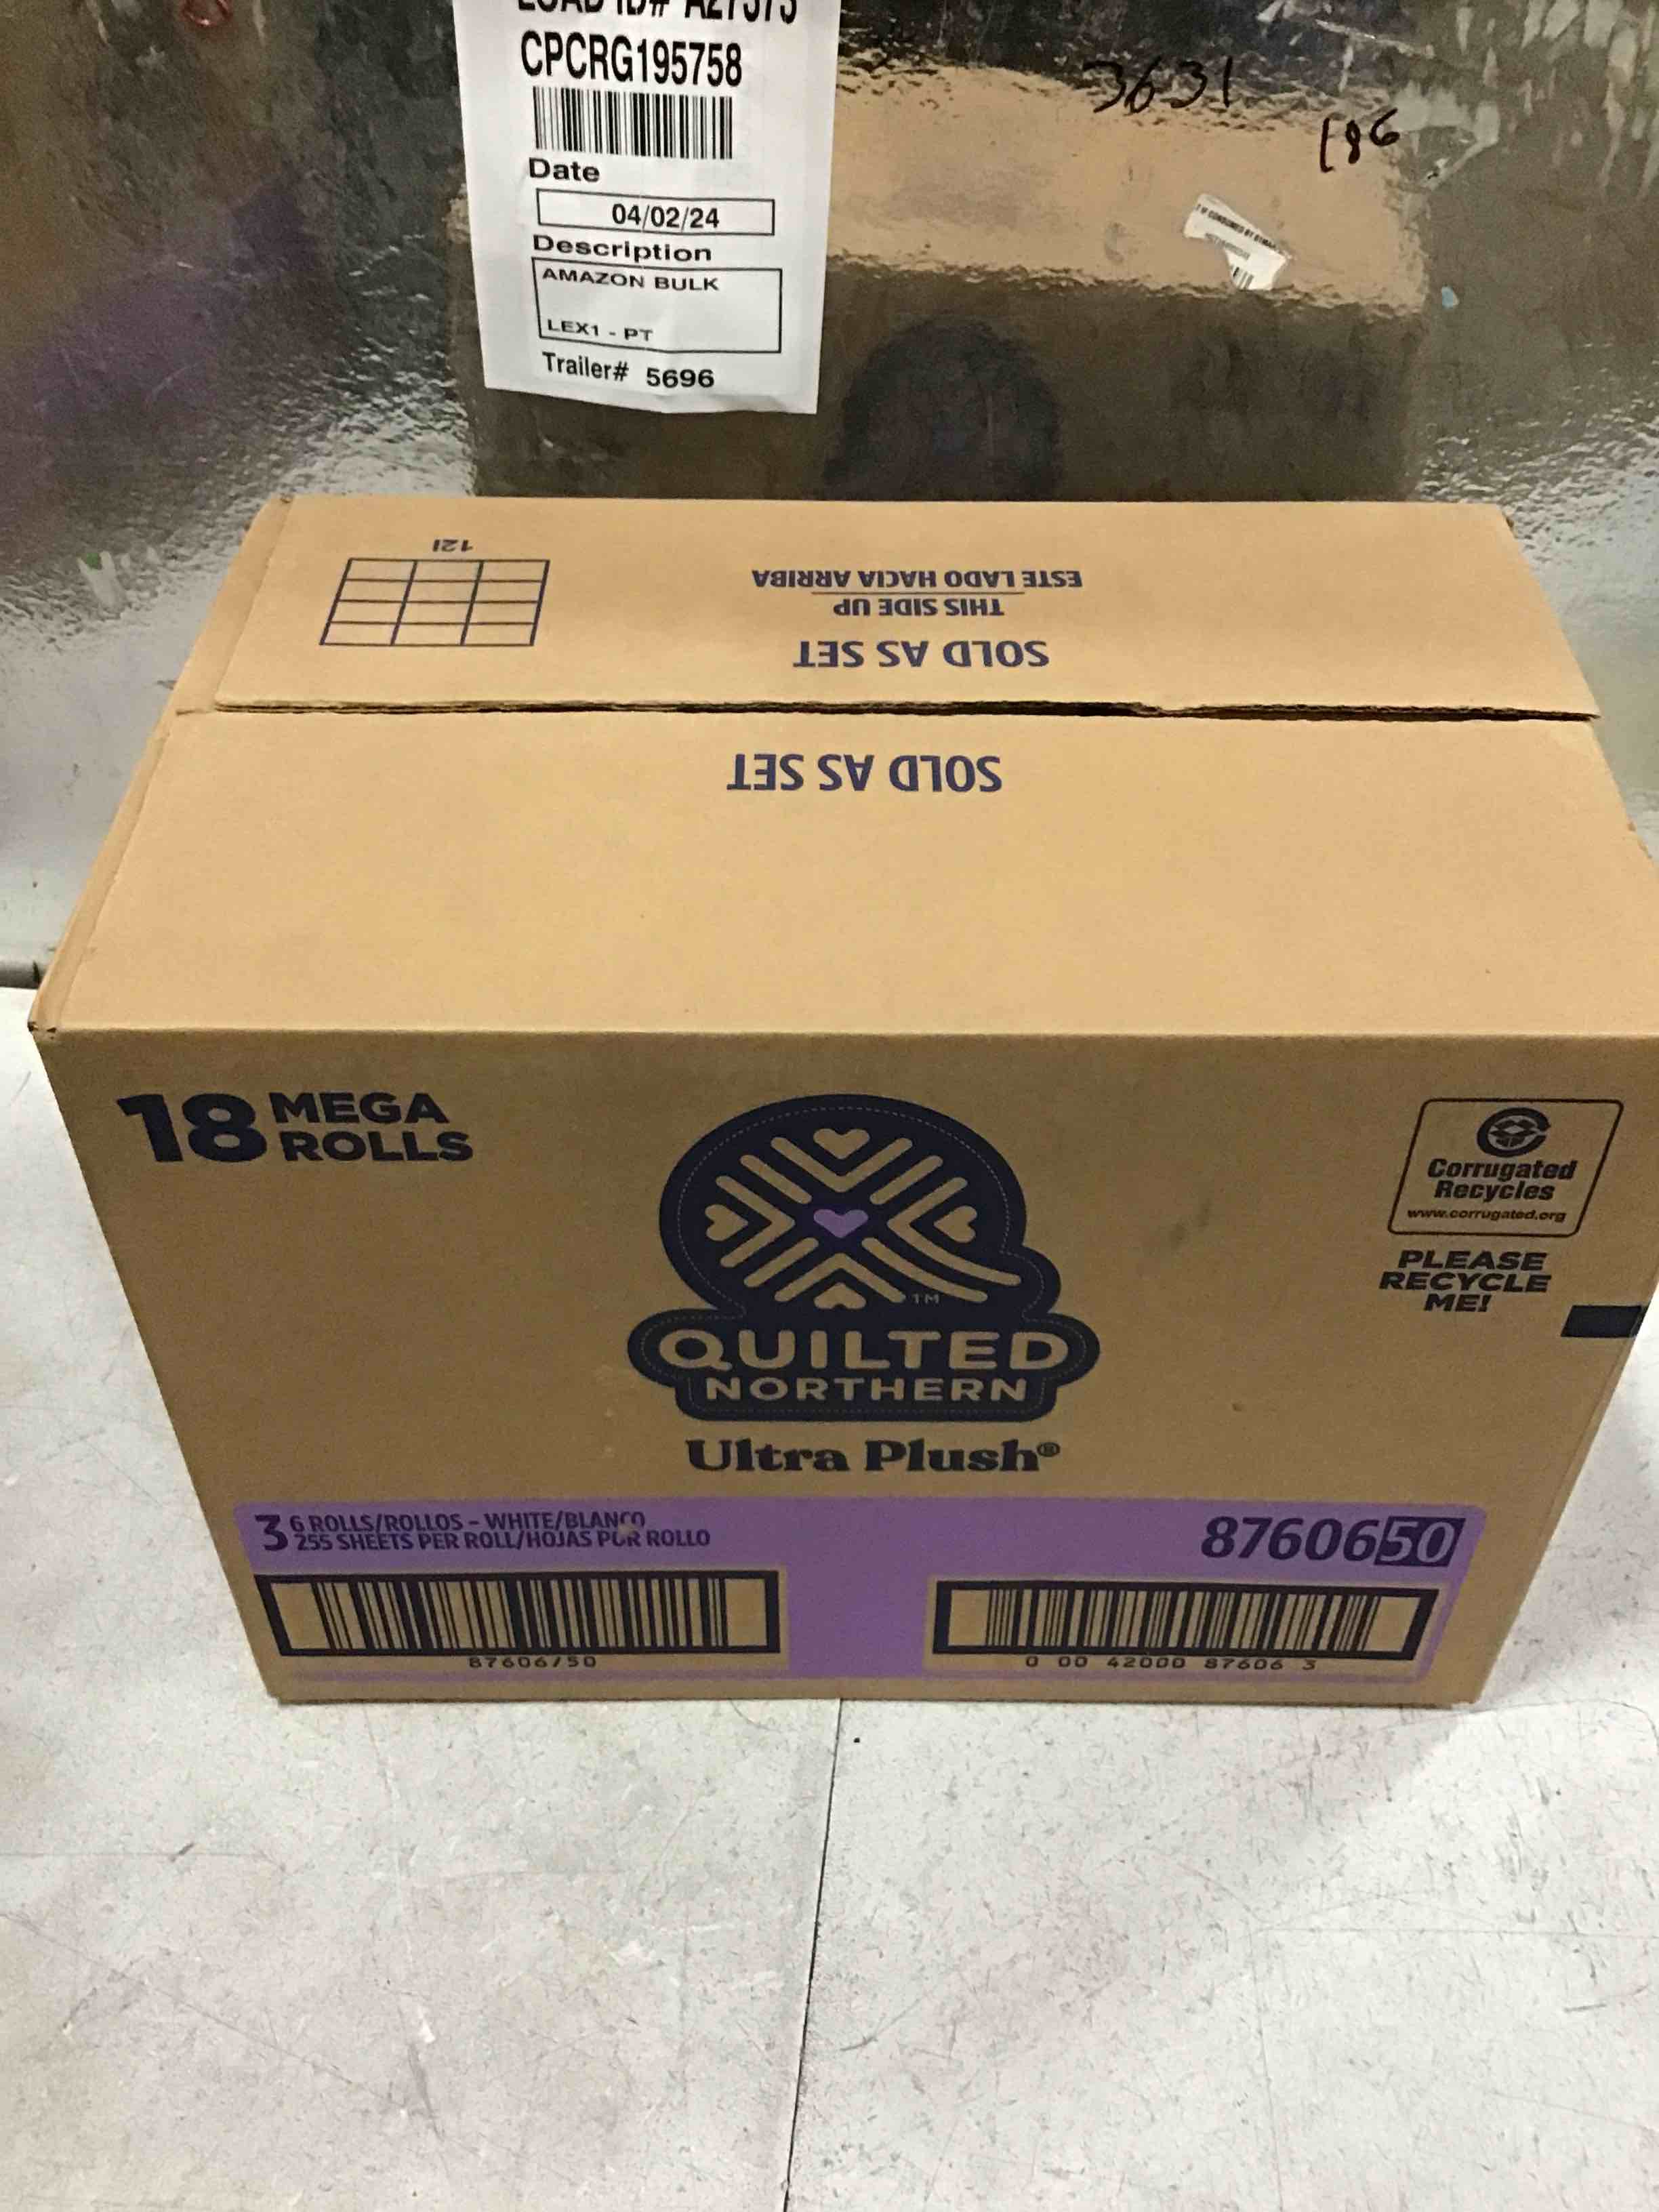 CPCRG195758
3631
186
Date
04/02/24
Description
AMAZON BULK
LEX1 - PT
Trailer# 5696
121
ESTE LADO HACIA ARRIBA
THIS SIDE UP
SOLD AS SET
SOLD AS SET
18 MEGA
ROLLS
Corrugated
Recycles
www.corrugated.org
PLEASE
RECYCLE
ME!
TM
QUILTED
NORTHERN
Ultra Plush®
3 6 ROLLS/ROLLOS – WHITE/BLANCO
255 SHEETS PER ROLL/HOJAS POR ROLLO
8760650
87606/50
0 00 42000 87606 3